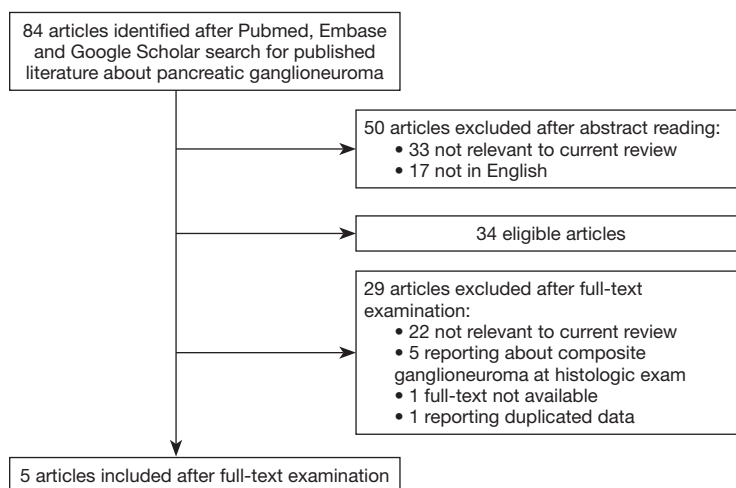 84 articles identified after Pubmed, Embase
and Google Scholar search for published
literature about pancreatic ganglioneuroma
50 articles excluded after abstract reading:
• 33 not relevant to current review
• 17 not in English
34 eligible articles
29 articles excluded after full-text
examination:
• 22 not relevant to current review
• 5 reporting about composite
ganglioneuroma at histologic exam
• 1 full-text not available
• 1 reporting duplicated data
5 articles included after full-text examination